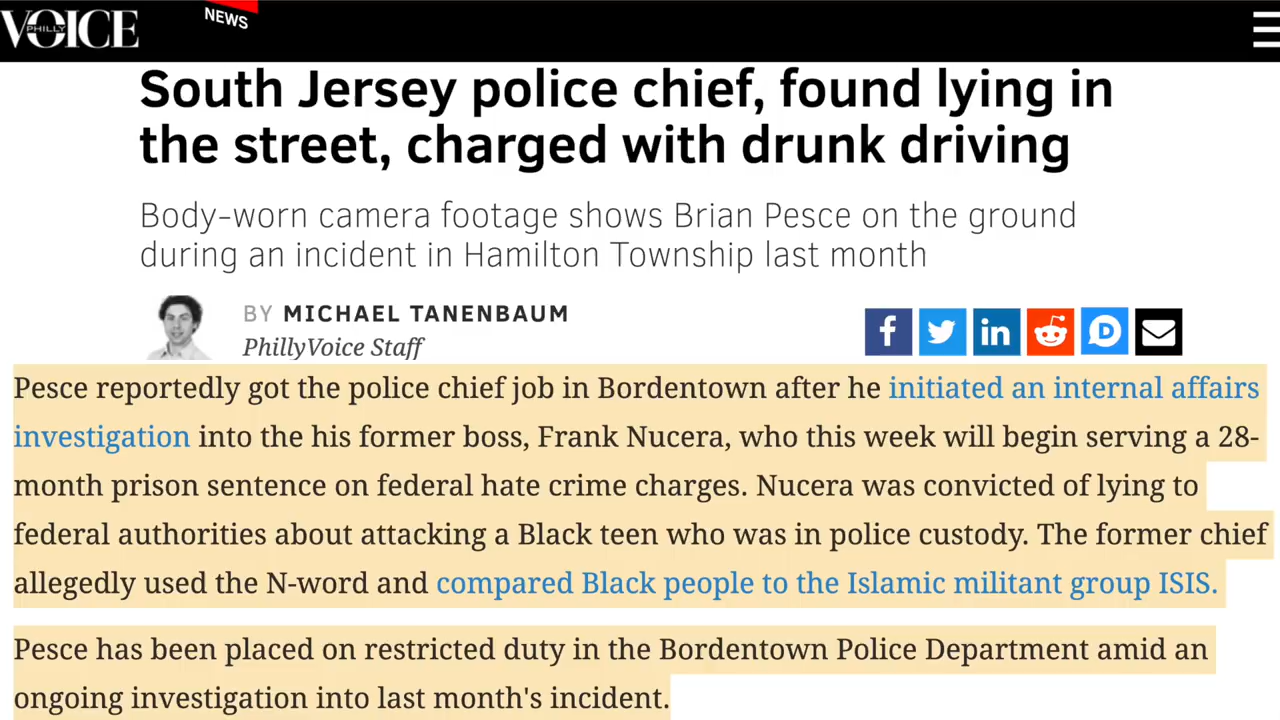 VOICE
PHILLY
NEWS
South Jersey police chief, found lying in
the street, charged with drunk driving
Body-worn camera footage shows Brian Pesce on the ground
during an incident in Hamilton Township last month
BY MICHAEL TANENBAUM
PhillyVoice Staff
Pesce reportedly got the police chief job in Bordentown after he initiated an internal affairs
investigation into the his former boss, Frank Nucera, who this week will begin serving a 28-
month prison sentence on federal hate crime charges. Nucera was convicted of lying to
federal authorities about attacking a Black teen who was in police custody. The former chief
allegedly used the N-word and compared Black people to the Islamic militant group ISIS.
Pesce has been placed on restricted duty in the Bordentown Police Department amid an
ongoing investigation into last month's incident.